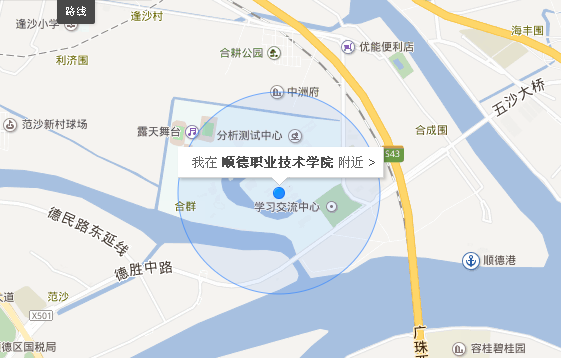 路线
逢沙小学
逢沙村
海丰围
利济围
合耕公园
优能便利店
五沙大桥
中洲府
范沙新村球场
露天舞台
分析测试中心
合成围
我在 顺德职业技术学院 附近 >
S43
合群
学习交流中心
德民路东延线
德胜中路
顺德港
大道
范沙
X501
德区国税局
广珠西
容桂碧桂园